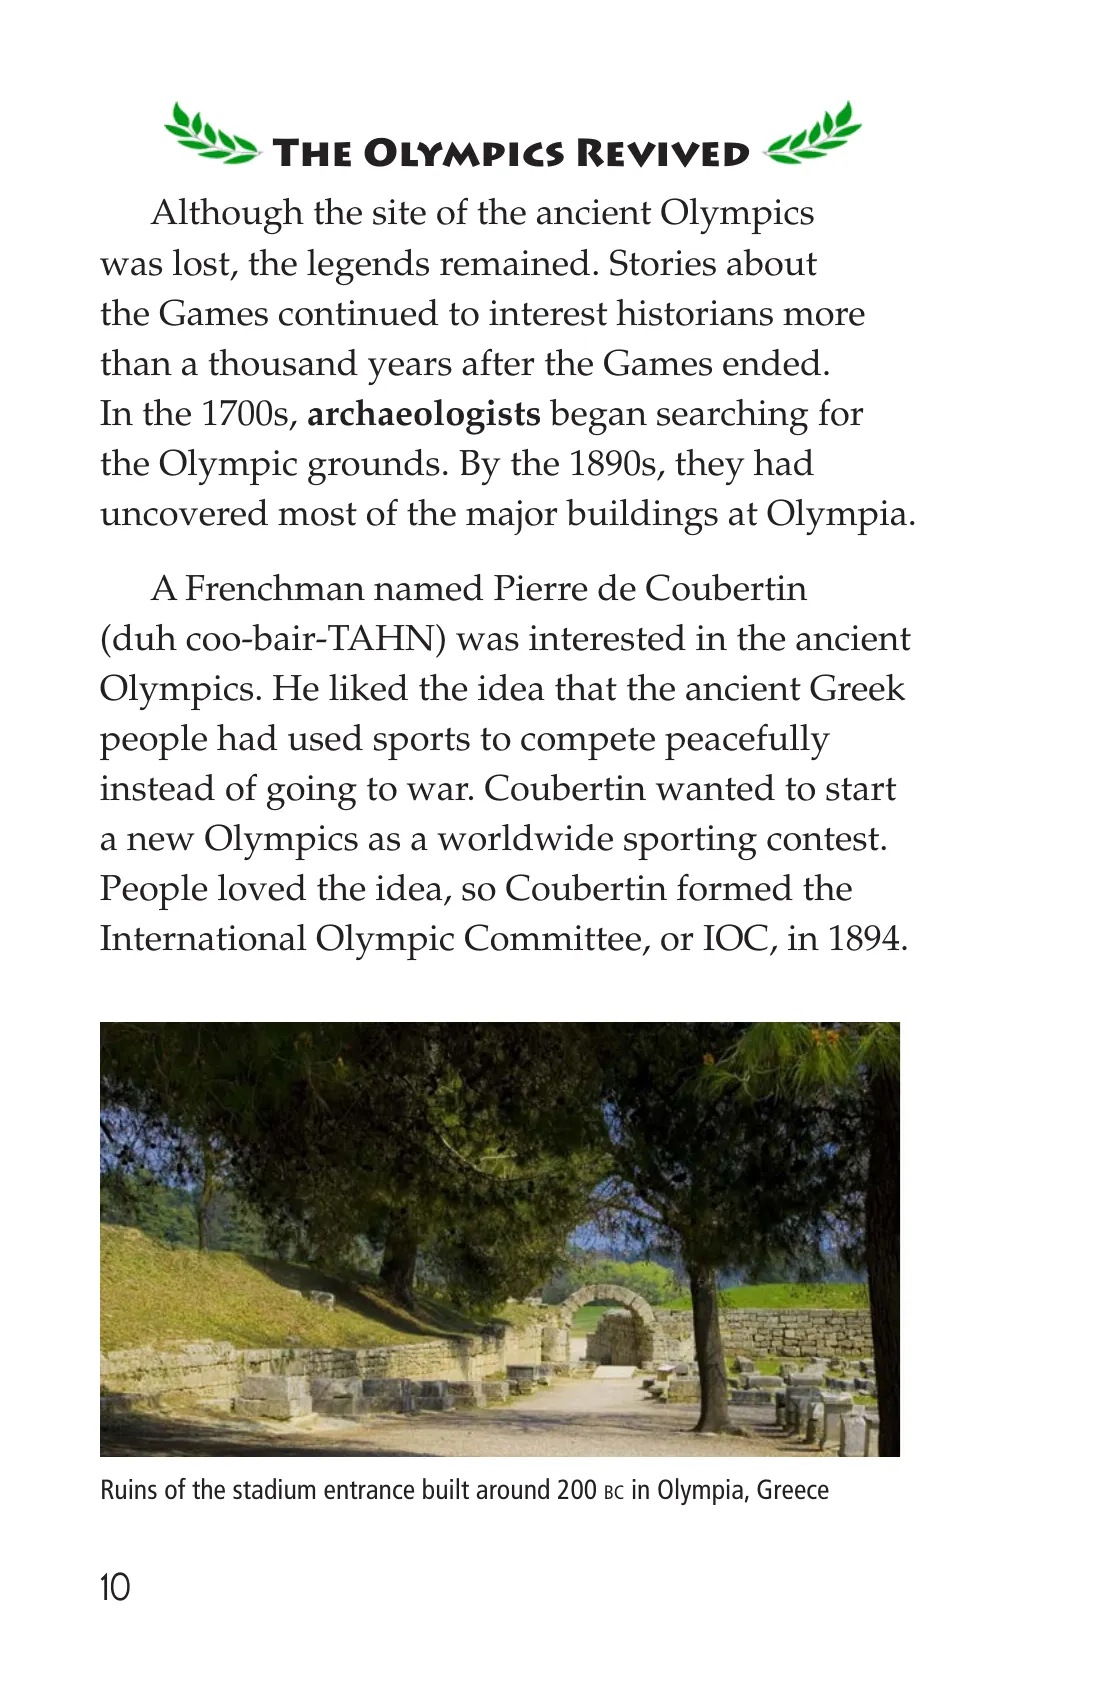 The Olympics Revived
Although the site of the ancient Olympics
was lost, the legends remained. Stories about
the Games continued to interest historians more
than a thousand years after the Games ended.
In the 1700s, archaeologists began searching for
the Olympic grounds. By the 1890s, they had
uncovered most of the major buildings at Olympia.
A Frenchman named Pierre de Coubertin
(duh coo-bair-TAHN) was interested in the ancient
Olympics. He liked the idea that the ancient Greek
people had used sports to compete peacefully
instead of going to war. Coubertin wanted to start
a new Olympics as a worldwide sporting contest.
People loved the idea, so Coubertin formed the
International Olympic Committee, or IOC, in 1894.
Ruins of the stadium entrance built around 200 BC in Olympia, Greece
10